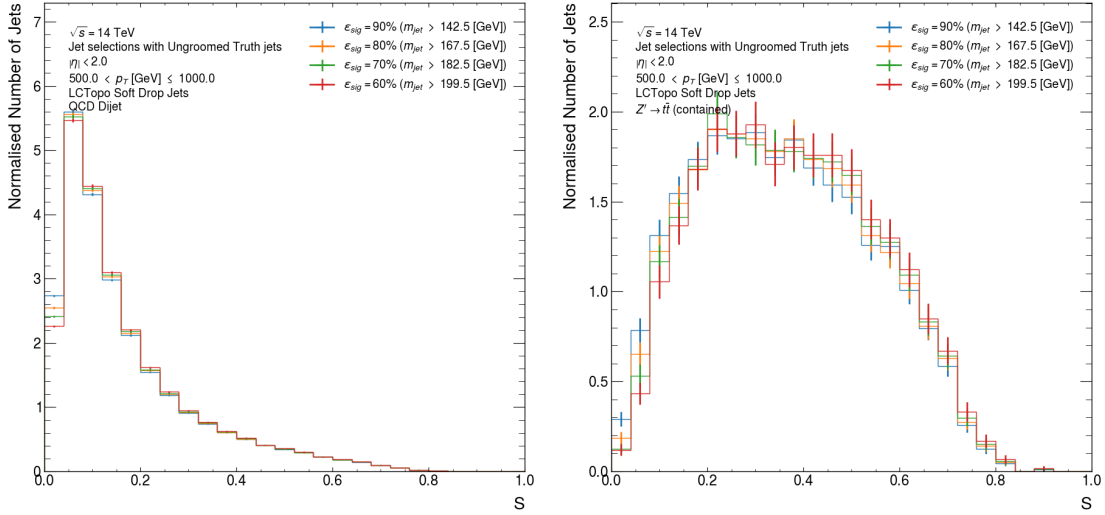 √s = 14 TeV
Jet selections with Ungroomed Truth jets
|η| < 2.0
500.0 < p_T [GeV] ≤ 1000.0
LCTopo Soft Drop Jets
QCD Dijet
ε_sig = 90% ( m_jet > 142.5 [GeV])
ε_sig = 80% ( m_jet > 167.5 [GeV])
ε_sig = 70% ( m_jet > 182.5 [GeV])
ε_sig = 60% ( m_jet > 199.5 [GeV])
Normalised Number of Jets
7
6
5
4
3
2
1
0
0.0 0.2 0.4 0.6 0.8 1.0
S
√s = 14 TeV
Jet selections with Ungroomed Truth jets
|η| < 2.0
500.0 < p_T [GeV] ≤ 1000.0
LCTopo Soft Drop Jets
Z′ → tt̄ (contained)
ε_sig = 90% ( m_jet > 142.5 [GeV])
ε_sig = 80% ( m_jet > 167.5 [GeV])
ε_sig = 70% ( m_jet > 182.5 [GeV])
ε_sig = 60% ( m_jet > 199.5 [GeV])
Normalised Number of Jets
2.5
2.0
1.5
1.0
0.5
0.0
0.0 0.2 0.4 0.6 0.8 1.0
S